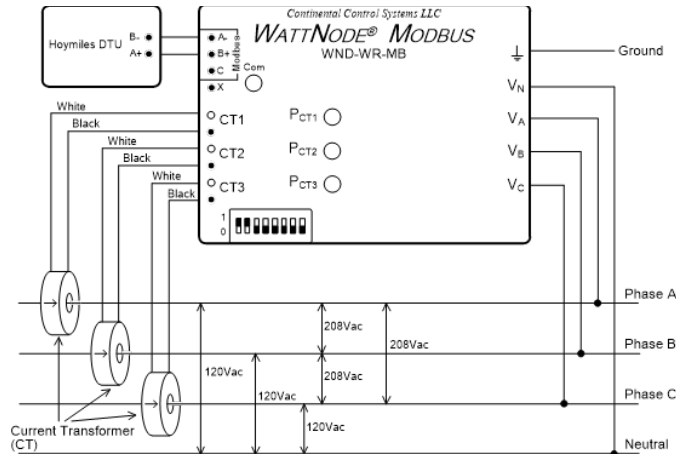 Continental Control Systems LLC
WATTNODE® MODBUS
WND-WR-MB
Hoymiles DTU
B-
A+
A-
B+
C
X
Modbus
Com
Ground
White
Black
White
Black
White
Black
CT1
CT2
CT3
PCT1
PCT2
PCT3
VN
VA
VB
VC
1
0
Phase A
208Vac
208Vac
Phase B
120Vac
208Vac
120Vac
Phase C
120Vac
Current Transformer
(CT)
Neutral